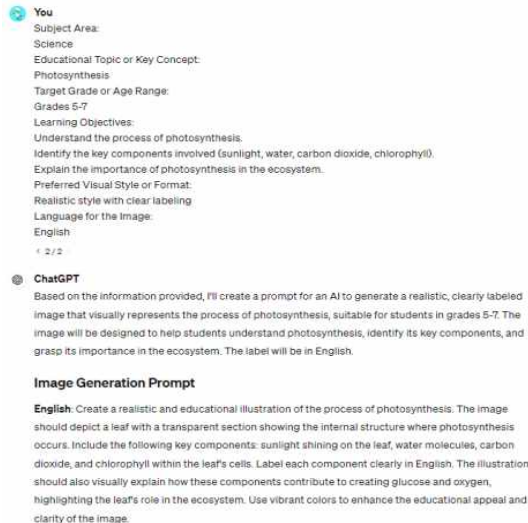 You
Subject Area:
Science
Educational Topic or Key Concept:
Photosynthesis
Target Grade or Age Range:
Grades 5-7
Learning Objectives:
Understand the process of photosynthesis.
Identify the key components involved (sunlight, water, carbon dioxide, chlorophyll).
Explain the importance of photosynthesis in the ecosystem.
Preferred Visual Style or Format:
Realistic style with clear labeling
Language for the Image:
English
< 2/2
ChatGPT
Based on the information provided, I'll create a prompt for an AI to generate a realistic, clearly labeled
image that visually represents the process of photosynthesis, suitable for students in grades 5-7. The
image will be designed to help students understand photosynthesis, identify its key components, and
grasp its importance in the ecosystem. The label will be in English.
Image Generation Prompt
English: Create a realistic and educational illustration of the process of photosynthesis. The image
should depict a leaf with a transparent section showing the internal structure where photosynthesis
occurs. Include the following key components: sunlight shining on the leaf, water molecules, carbon
dioxide, and chlorophyll within the leaf's cells. Label each component clearly in English. The illustration
should also visually explain how these components contribute to creating glucose and oxygen,
highlighting the leaf's role in the ecosystem. Use vibrant colors to enhance the educational appeal and
clarity of the image.